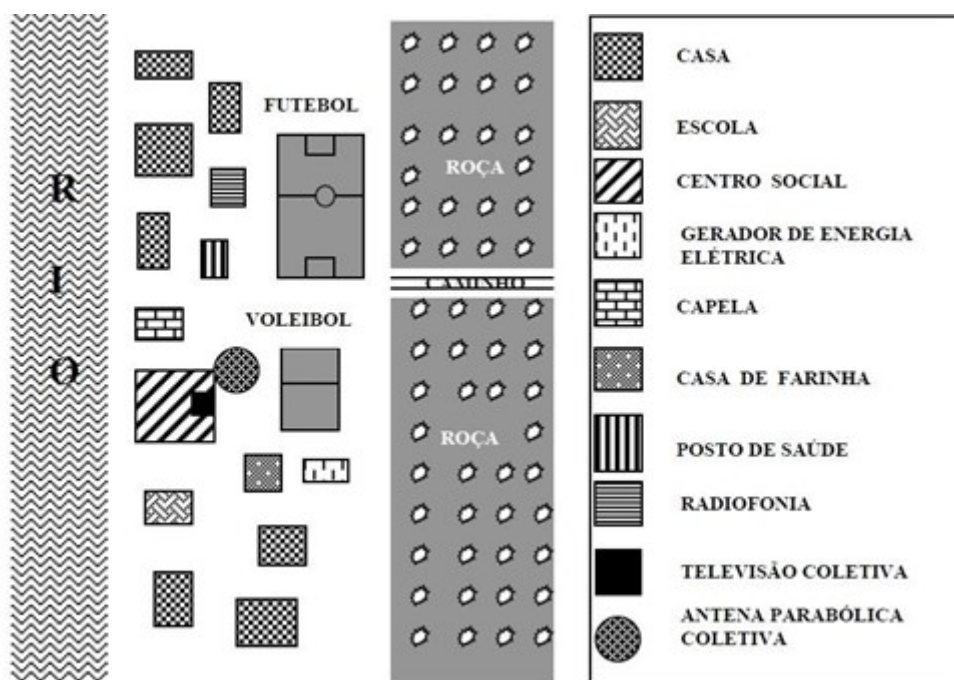 R
I
O
FUTEBOL
VOLEIBOL
ROÇA
CAMINHO
ROÇA
CASA
ESCOLA
CENTRO SOCIAL
GERADOR DE ENERGIA
ELÉTRICA
CAPELA
CASA DE FARINHA
POSTO DE SAÚDE
RADIOFONIA
TELEVISÃO COLETIVA
ANTENA PARABÓLICA
COLETIVA